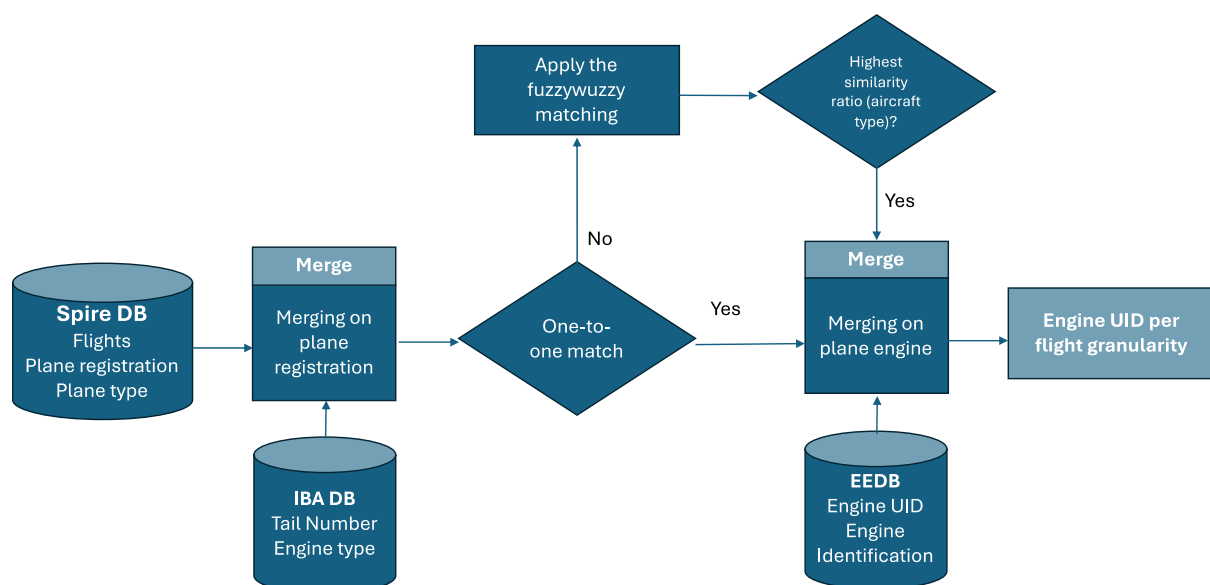 Apply the
fuzzywuzzy
matching
Highest
similarity
ratio (aircraft
type)?
Yes
No
Merge
Merging on
plane
registration
Spire DB
Flights
Plane registration
Plane type
One-to-
one match
Yes
Merge
Merging on
plane engine
Engine UID per
flight granularity
IBA DB
Tail Number
Engine type
EEDB
Engine UID
Engine
Identification